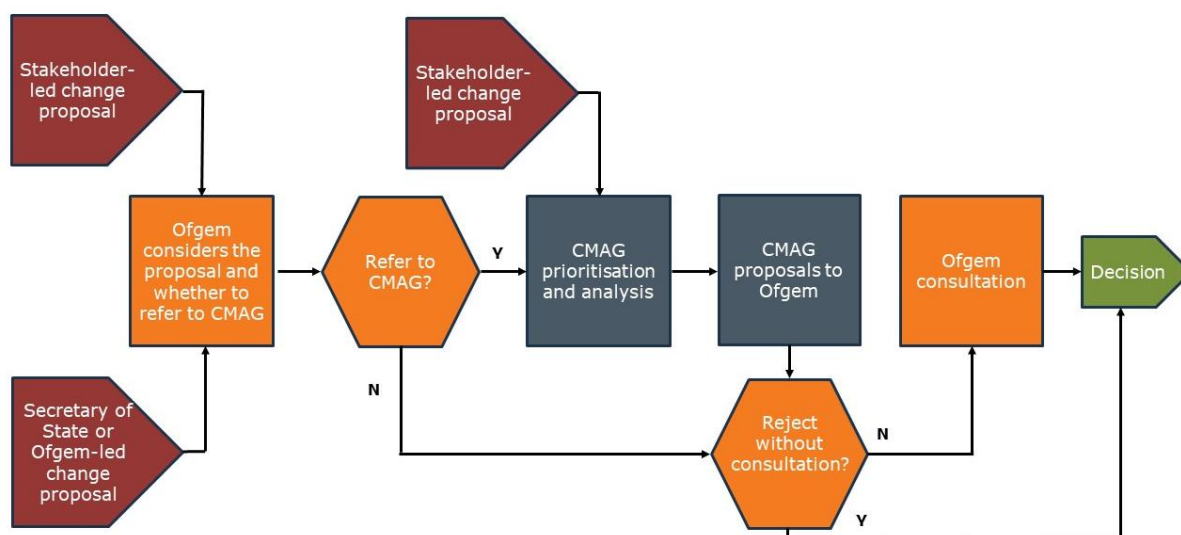 Stakeholder-
led change
proposal
Stakeholder-
led change
proposal
Ofgem
considers the
proposal and
whether to
refer to CMAG
Refer to
CMAG?
Y
CMAG
prioritisation
and analysis
CMAG
proposals to
Ofgem
Ofgem
consultation
Decision
N
Secretary of
State or
Ofgem-led
change
proposal
Reject
without
consultation?
N
Y